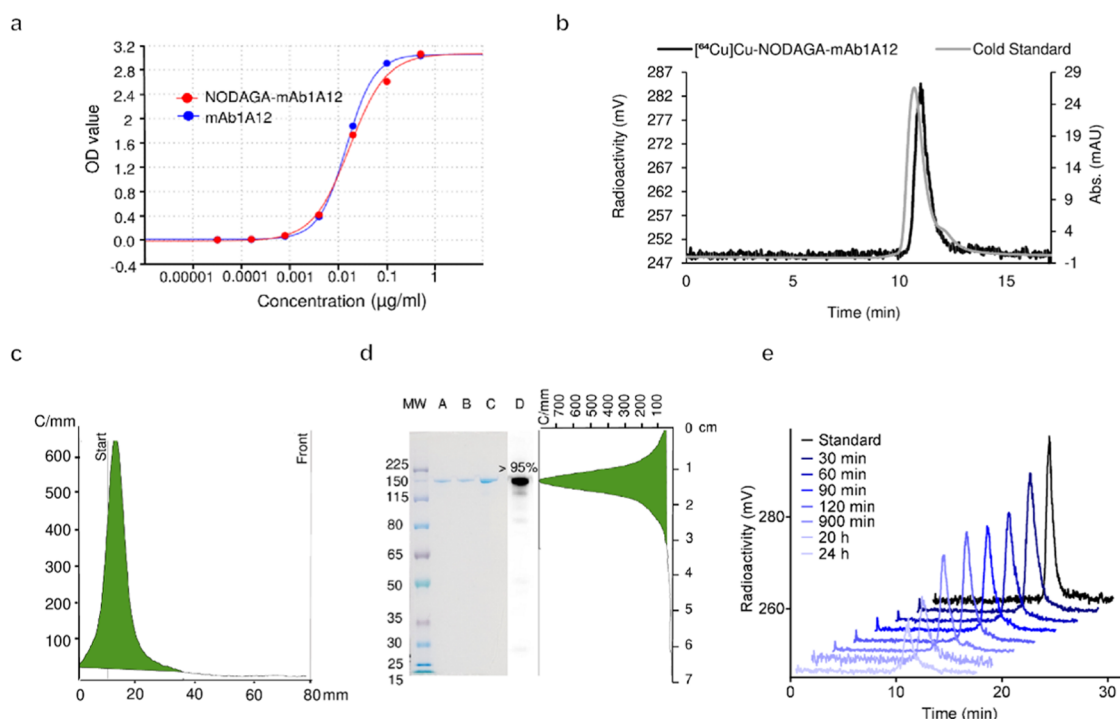 a
3.2
2.8
2.4
2
1.6
1.2
0.8
0.4
0.0
-0.4
OD value
NODAGA-mAb1A12
mAb1A12
0.00001 0.0001 0.001 0.01 0.1 1
Concentration (µg/ml)
b
[⁶⁴Cu]Cu-NODAGA-mAb1A12 Cold Standard
287
282
277
272
267
262
257
252
247
Radioactivity (mV)
29
24
19
14
9
4
-1
Abs. (mAU)
0 5 10 15
Time (min)
c
C/mm
600
500
400
300
200
100
Start
Front
0 20 40 60 80 mm
d
MW A B C D
225
150
115
80
65
50
35
30
25
15
> 95%
C/mm
700 600 500 400 300 200 100
0 cm
1
2
3
4
5
6
7
e
Standard
30 min
60 min
90 min
120 min
900 min
20 h
24 h
280
260
Radioactivity (mV)
0 10 20 30
Time (min)